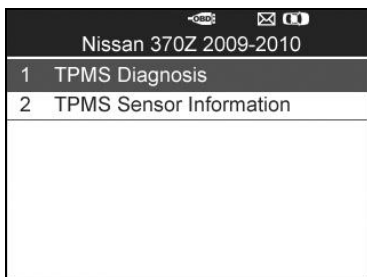 OBD
Nissan 370Z 2009-2010
1 TPMS Diagnosis
2 TPMS Sensor Information